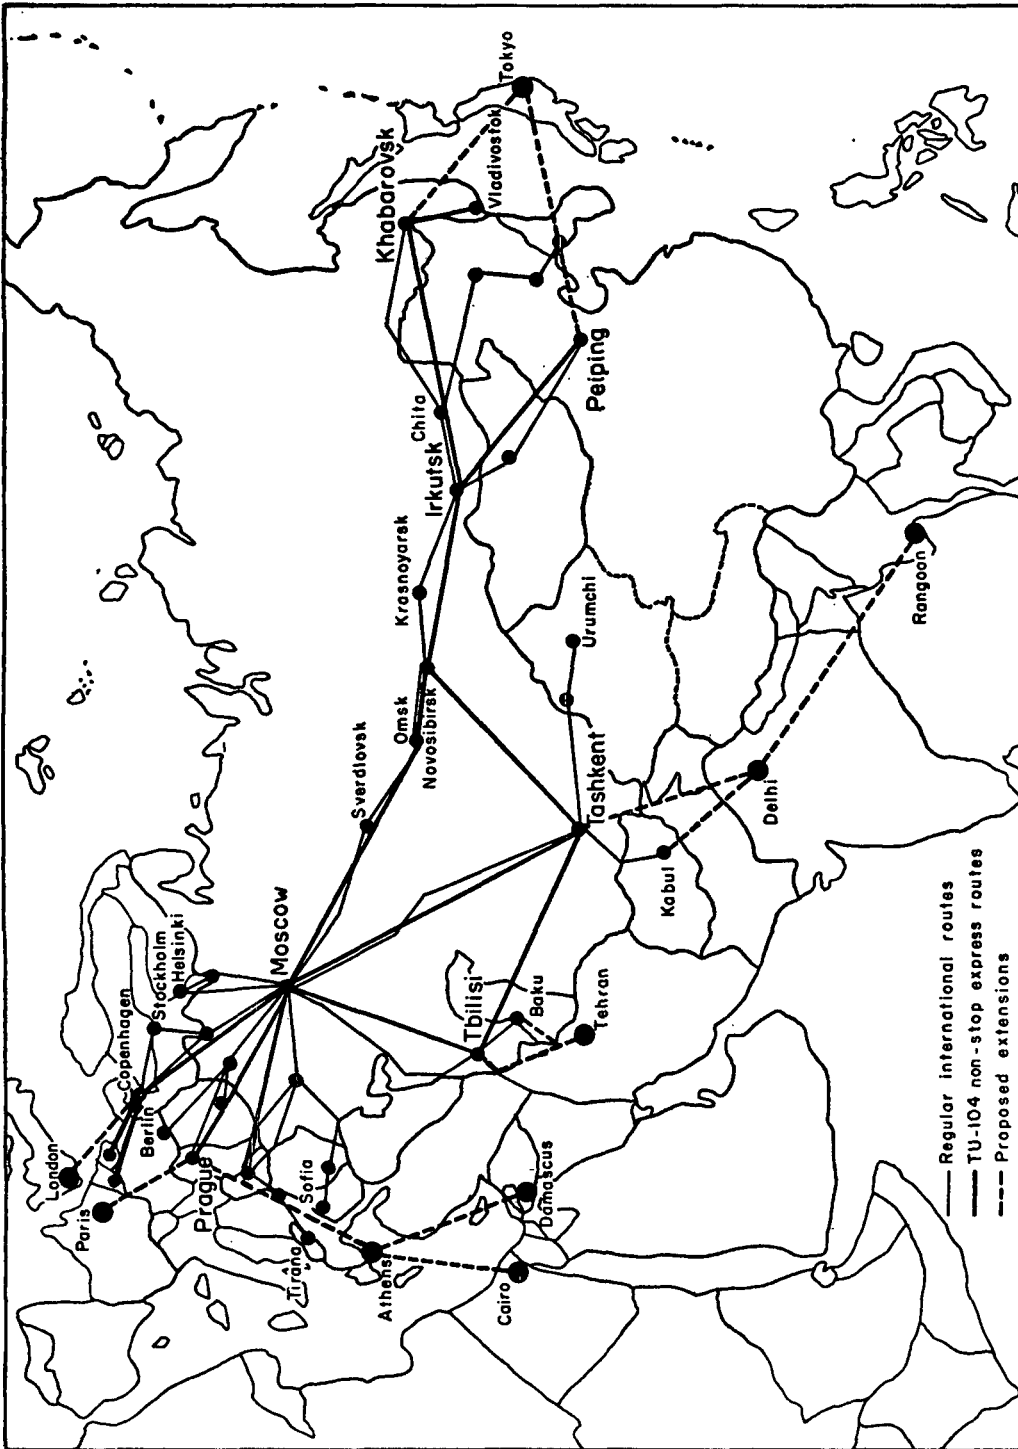 London
Paris
Copenhagen
Berlin
Stockholm
Helsinki
Prague
Moscow
Sofia
Tirana
Athens
Cairo
Damascus
Tbilisi
Baku
Tehran
Sverdlovsk
Omsk
Novosibirsk
Krasnoyarsk
Irkutsk
Chita
Khabarovsk
Vladivostok
Tokyo
Peiping
Urumchi
Tashkent
Kabul
Delhi
Rangoon
Regular international routes
TU-104 non-stop express routes
Proposed extensions